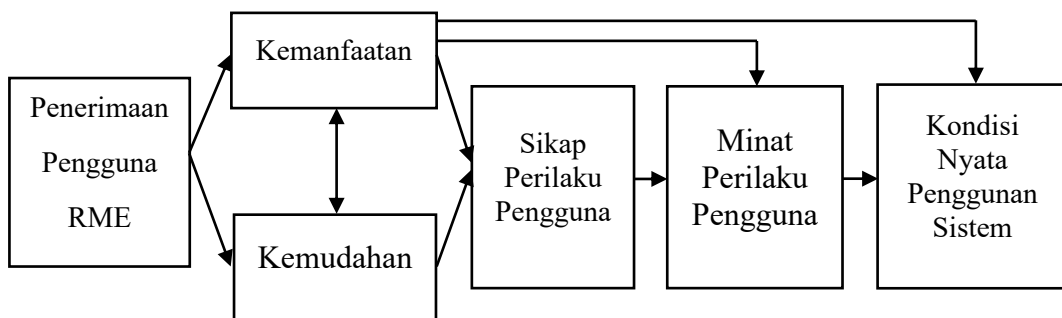 Penerimaan
Pengguna
RME
Kemanfaatan
Kemudahan
Sikap
Perilaku
Pengguna
Minat
Perilaku
Pengguna
Kondisi
Nyata
Penggunan
Sistem